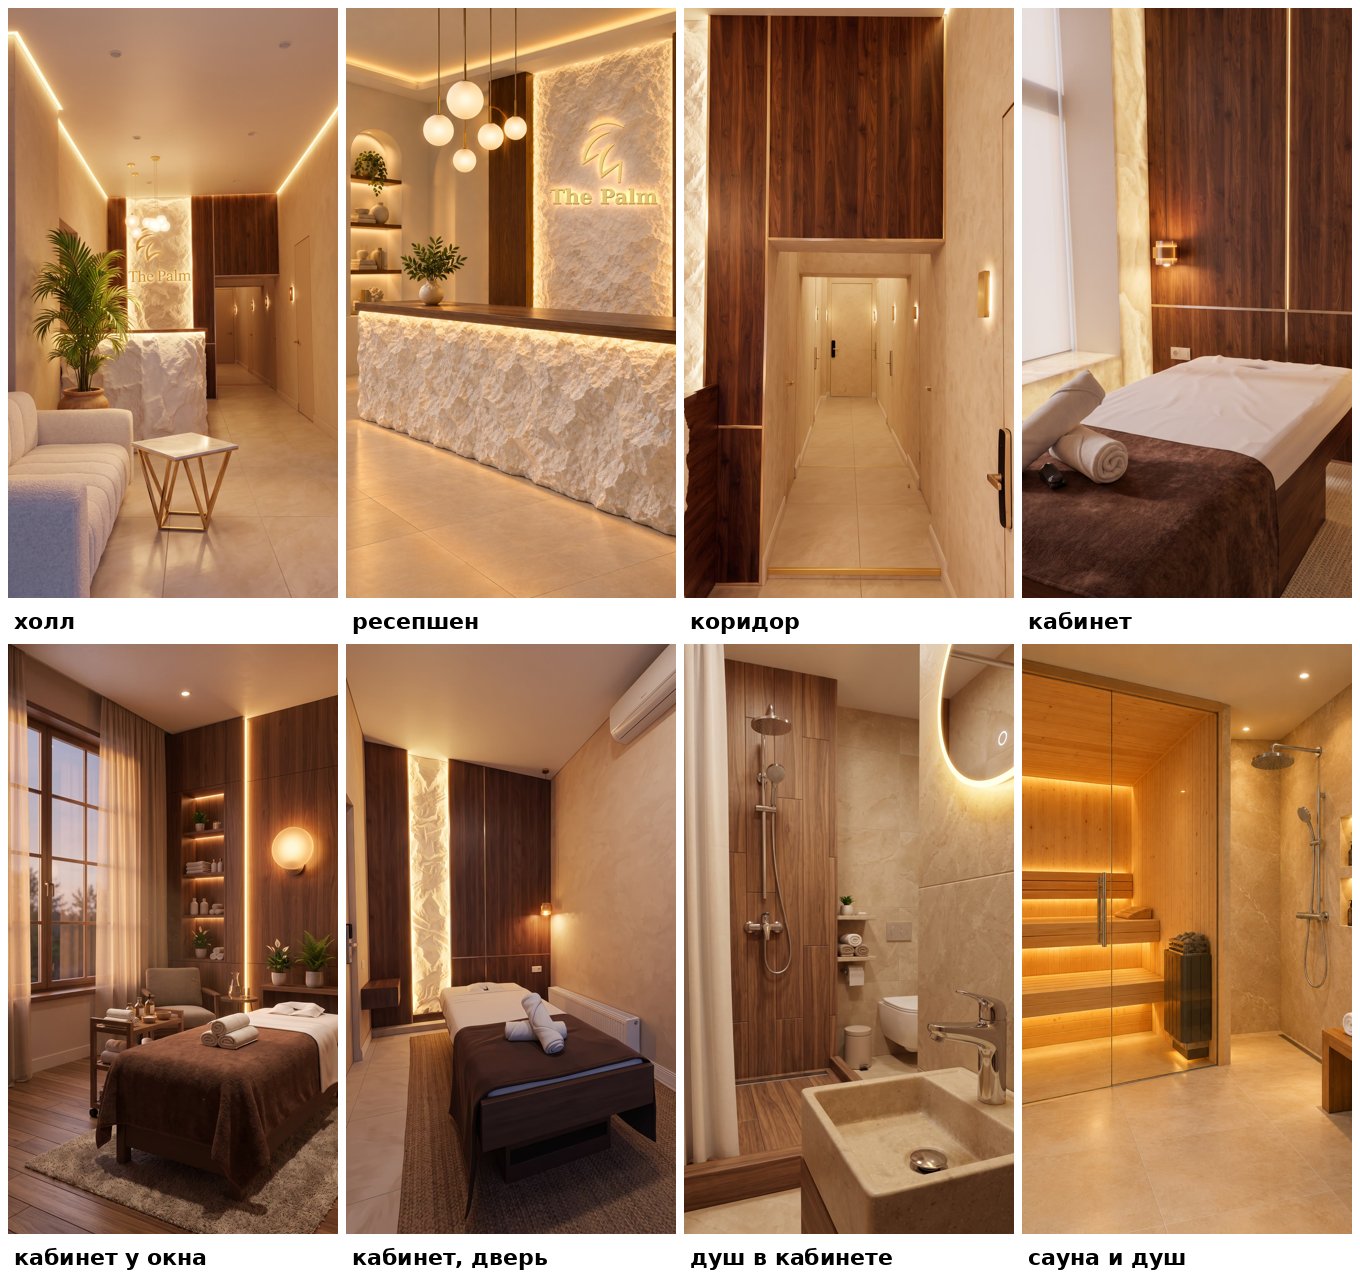 The Palm
The Palm
холл
ресепшен
коридор
кабинет
кабинет у окна
кабинет, дверь
душ в кабинете
сауна и душ